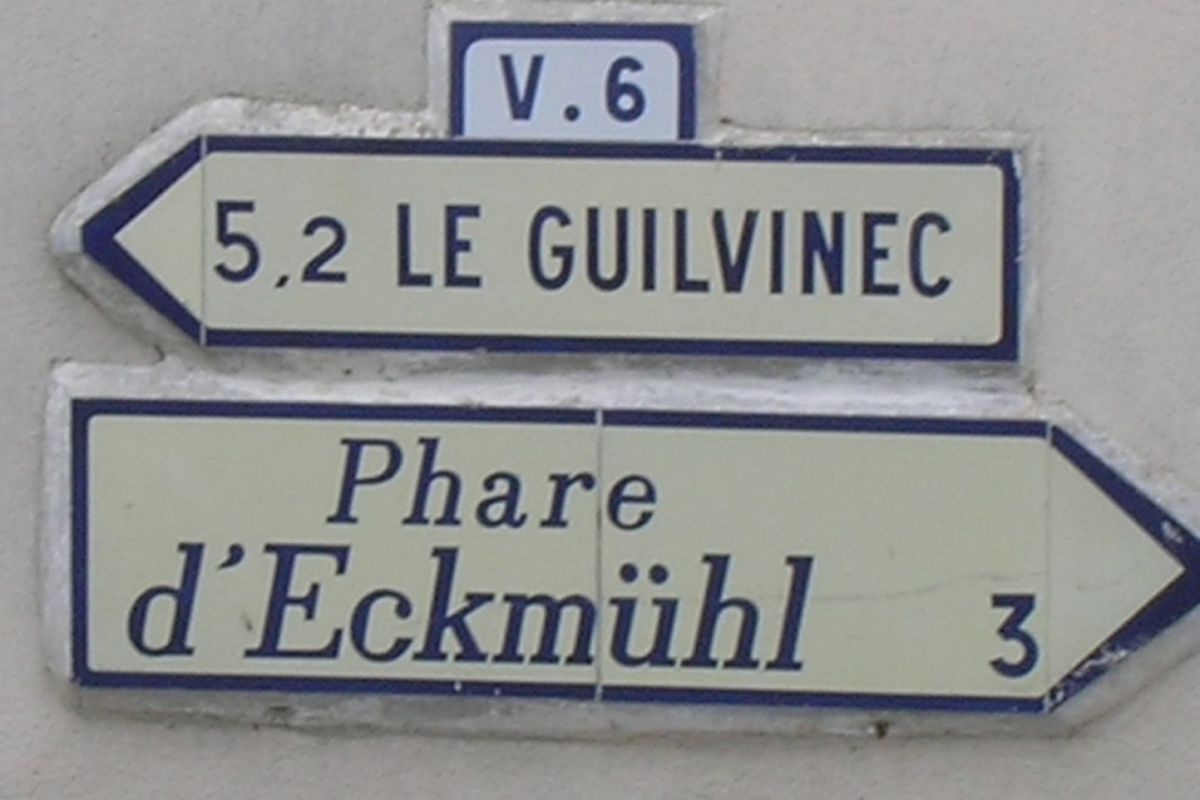 V.6
5,2 LE GUILVINEC
Phare
d'Eckmühl 3